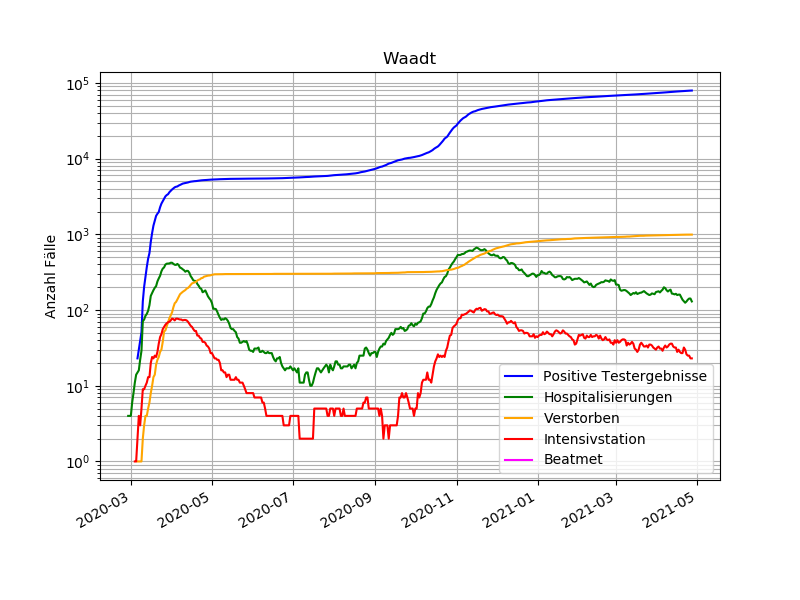 Waadt
Anzahl Fälle
10^5
10^4
10^3
10^2
10^1
10^0
Positive Testergebnisse
Hospitalisierungen
Verstorben
Intensivstation
Beatmet
2020-03
2020-05
2020-07
2020-09
2020-11
2021-01
2021-03
2021-05